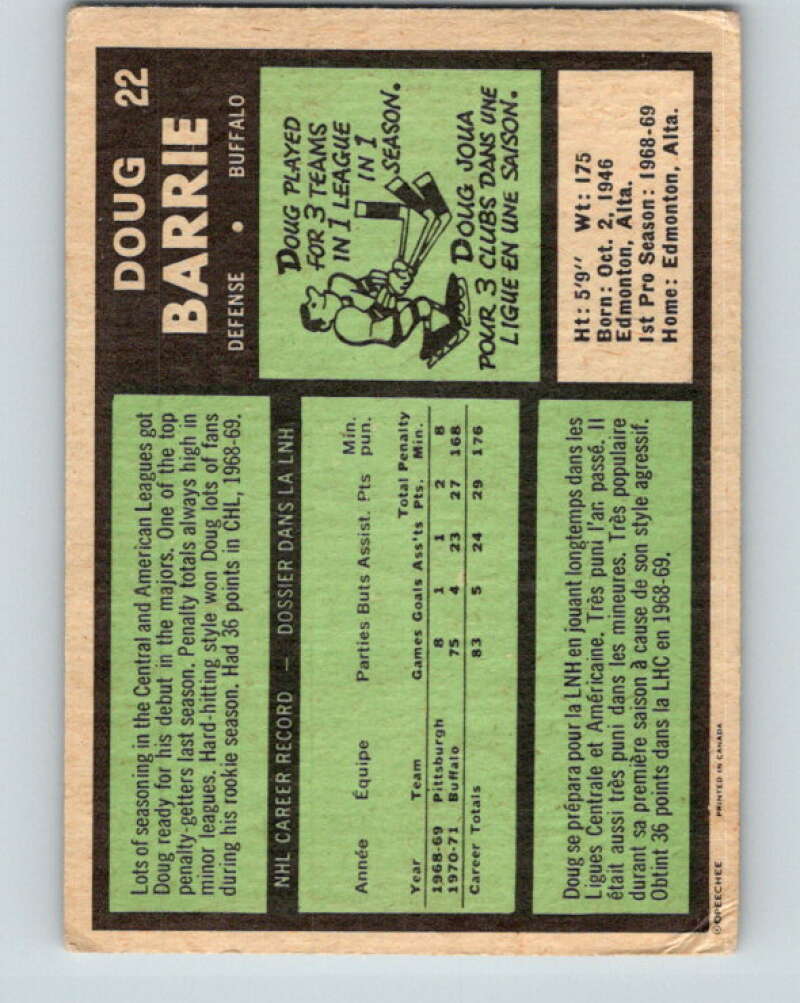 DOUG 22
BARRIE
DEFENSE • BUFFALO
Lots of seasoning in the Central and American Leagues got
Doug ready for his debut in the majors. One of the top
penalty-getters last season. Penalty totals always high in
minor leagues. Hard-hitting style won Doug lots of fans
during his rookie season. Had 36 points in CHL, 1968-69.
DOUG PLAYED
FOR 3 TEAMS
IN 1 LEAGUE
IN 1
SEASON.
DOUG JOUA
POUR 3 CLUBS DANS UNE
LIGUE EN UNE SAISON.
NHL CAREER RECORD — DOSSIER DANS LA LNH
Min.
Année Équipe Parties Buts Assist. Pts pun.
Total Penalty
Year Team Games Goals Ass'ts Pts. Min.
1968-69 Pittsburgh 8 1 1 2 8
1970-71 Buffalo 75 4 23 27 168
Career Totals 83 5 24 29 176
Ht: 5'9" Wt: 175
Born: Oct. 2, 1946
Edmonton, Alta.
1st Pro Season: 1968-69
Home: Edmonton, Alta.
Doug se prépara pour la LNH en jouant longtemps dans les
Ligues Centrale et Américaine. Très puni l'an passé. Il
était aussi très puni dans les mineures. Très populaire
durant sa première saison à cause de son style agressif.
Obtint 36 points dans la LHC en 1968-69.
© OPEECHEE PRINTED IN CANADA